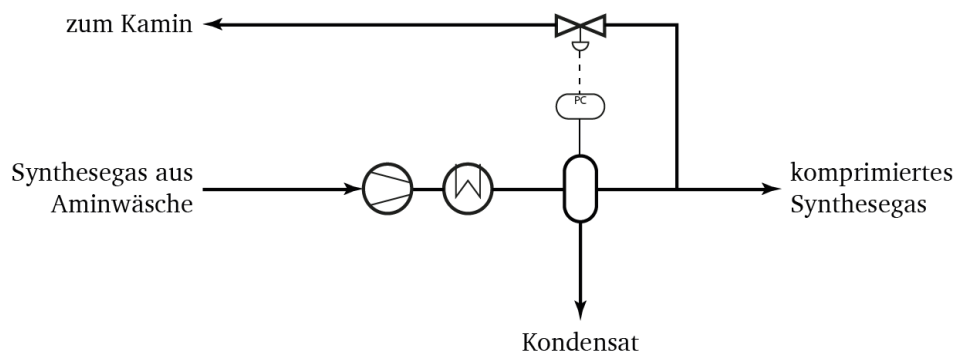 zum Kamin
PC
Synthesegas aus
Aminwäsche
komprimiertes
Synthesegas
Kondensat